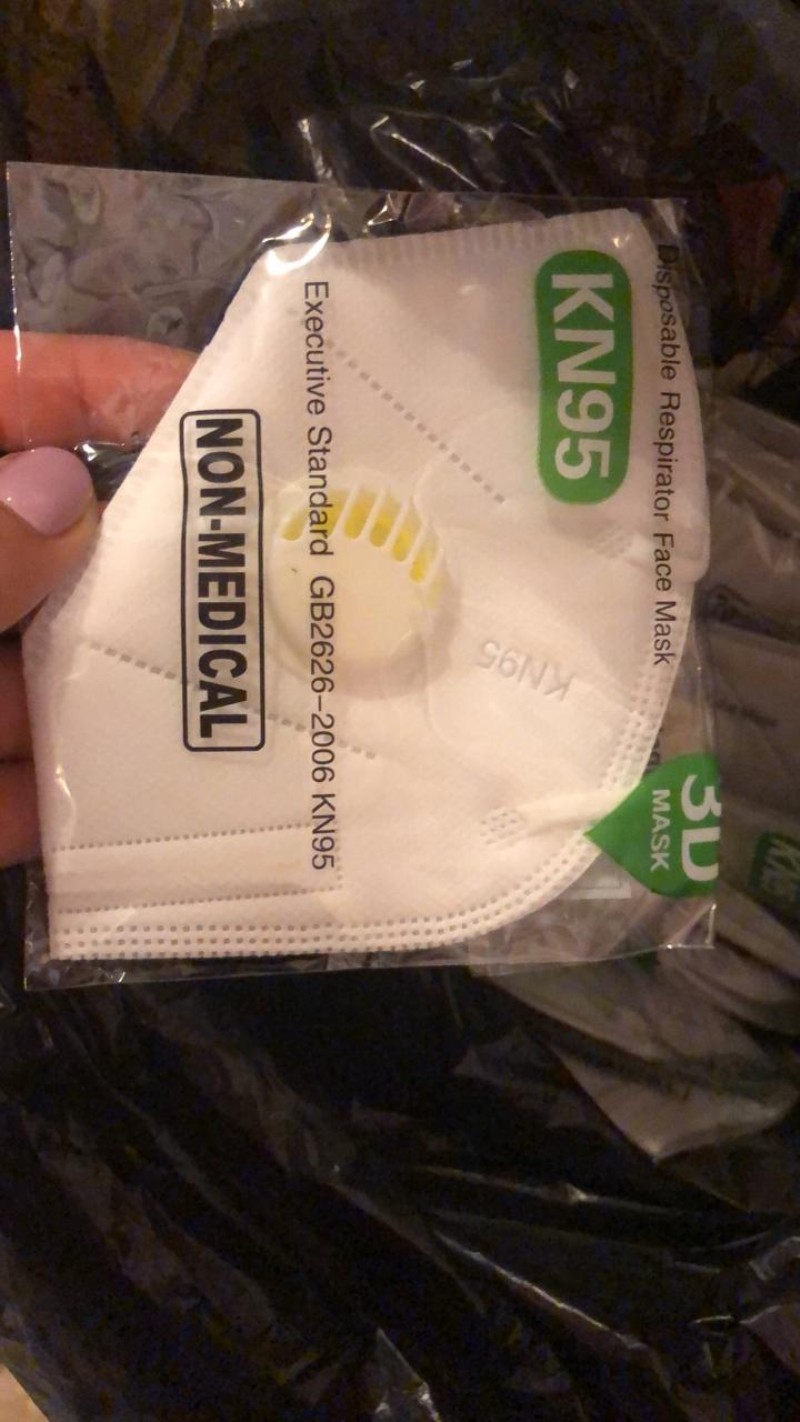 Disposable Respirator Face Mask
KN95
3D
MASK
KN95
Executive Standard GB2626-2006 KN95
NON-MEDICAL